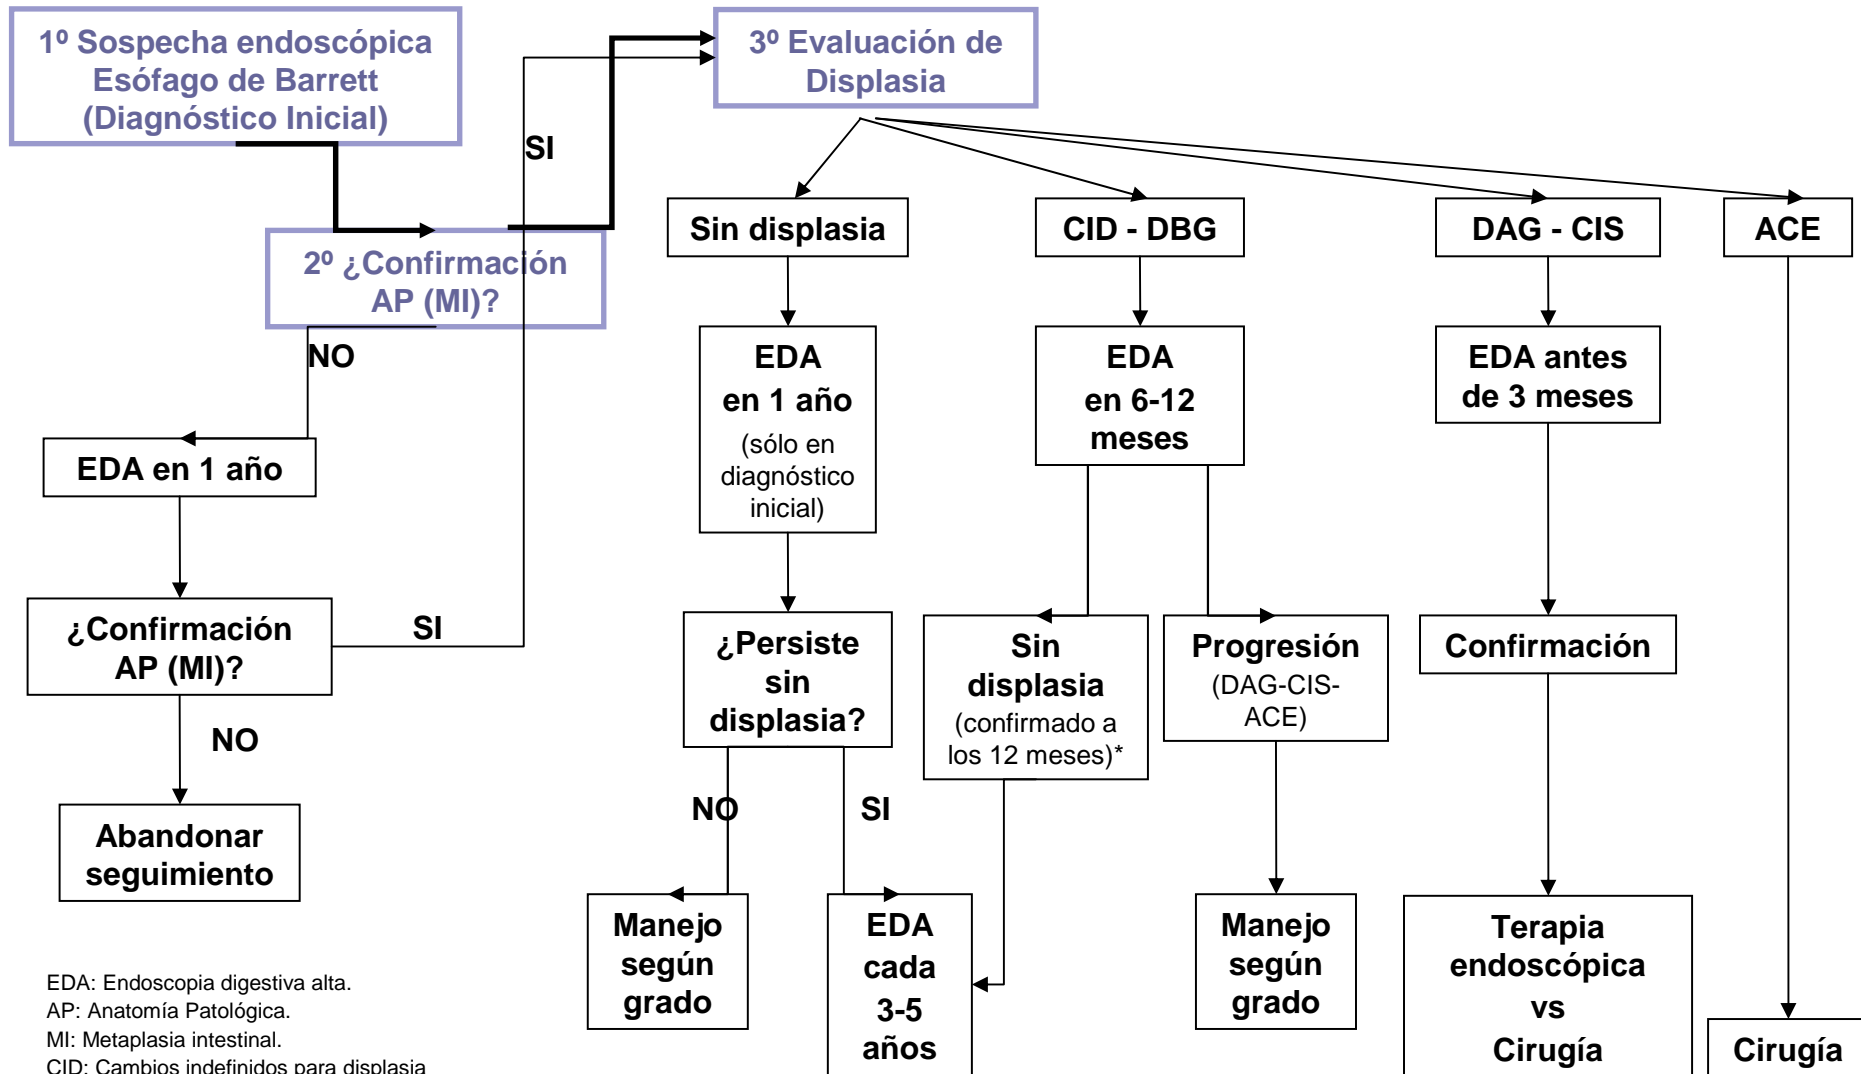 1º Sospecha endoscópica
Esófago de Barrett
(Diagnóstico Inicial)
3º Evaluación de
Displasia
SI
2º ¿Confirmación
AP (MI)?
NO
Sin displasia
CID - DBG
DAG - CIS
ACE
EDA
en 1 año
(sólo en
diagnóstico
inicial)
EDA
en 6-12
meses
EDA antes
de 3 meses
EDA en 1 año
¿Confirmación
AP (MI)?
SI
NO
Abandonar
seguimiento
¿Persiste
sin
displasia?
Sin
displasia
(confirmado a
los 12 meses)*
Progresión
(DAG-CIS-
ACE)
Confirmación
NO
SI
Manejo
según
grado
EDA
cada
3-5
años
Manejo
según
grado
Terapia
endoscópica
vs
Cirugía
Cirugía
EDA: Endoscopia digestiva alta.
AP: Anatomía Patológica.
MI: Metaplasia intestinal.
CID: Cambios indefinidos para displasia